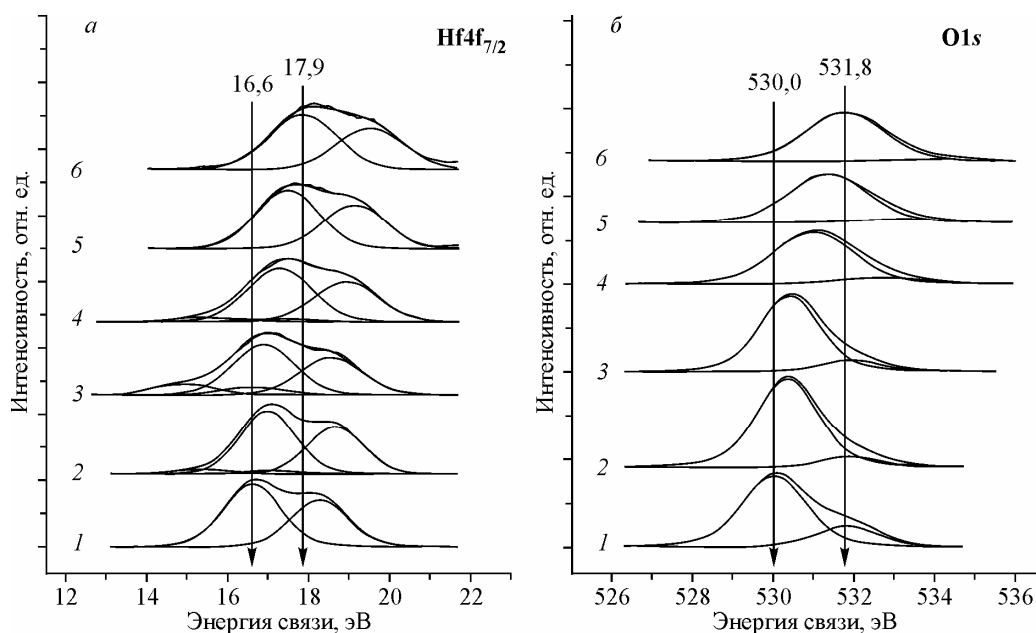 а
Hf4f7/2
16,6
17,9
6
5
4
3
2
1
Интенсивность, отн. ед.
12 14 16 18 20 22
Энергия связи, эВ
б
O1s
530,0
531,8
6
5
4
3
2
1
Интенсивность, отн. ед.
526 528 530 532 534 536
Энергия связи, эВ